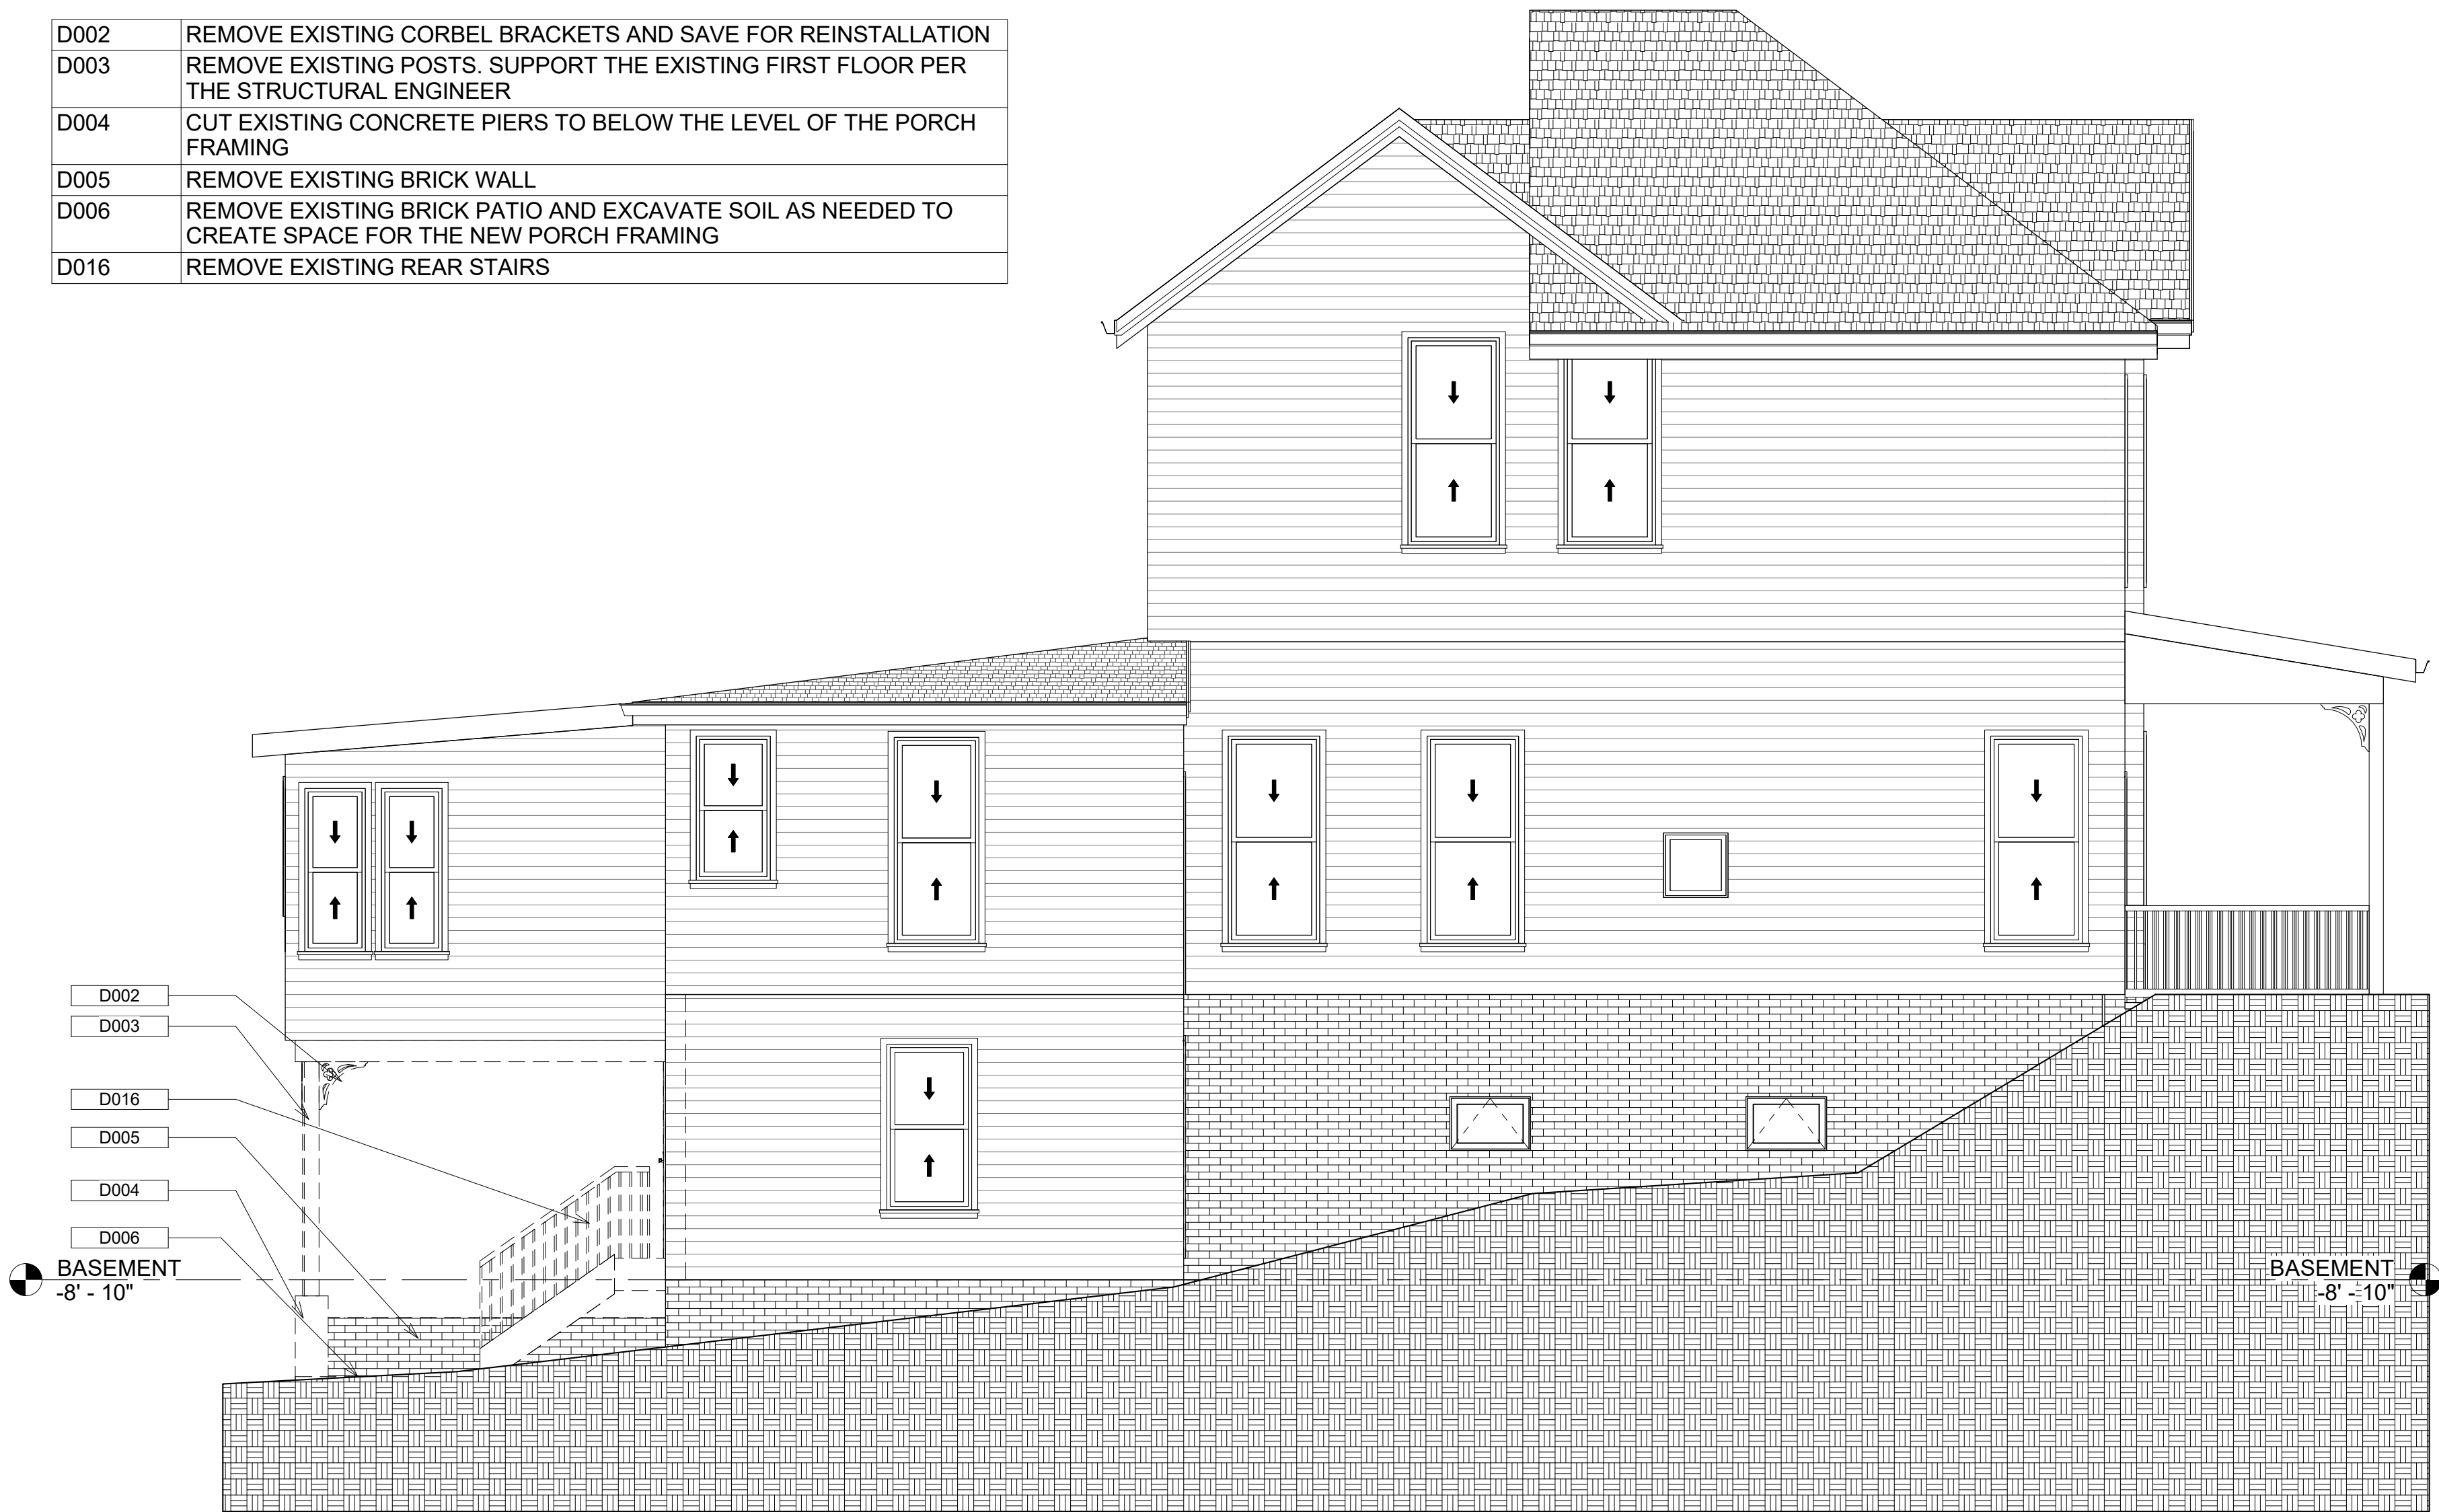 D002 REMOVE EXISTING CORBEL BRACKETS AND SAVE FOR REINSTALLATION
D003 REMOVE EXISTING POSTS. SUPPORT THE EXISTING FIRST FLOOR PER
THE STRUCTURAL ENGINEER
D004 CUT EXISTING CONCRETE PIERS TO BELOW THE LEVEL OF THE PORCH
FRAMING
D005 REMOVE EXISTING BRICK WALL
D006 REMOVE EXISTING BRICK PATIO AND EXCAVATE SOIL AS NEEDED TO
CREATE SPACE FOR THE NEW PORCH FRAMING
D016 REMOVE EXISTING REAR STAIRS
D002
D003
D016
D005
D004
D006
BASEMENT
-8' - 10"
BASEMENT
-8' - 10"